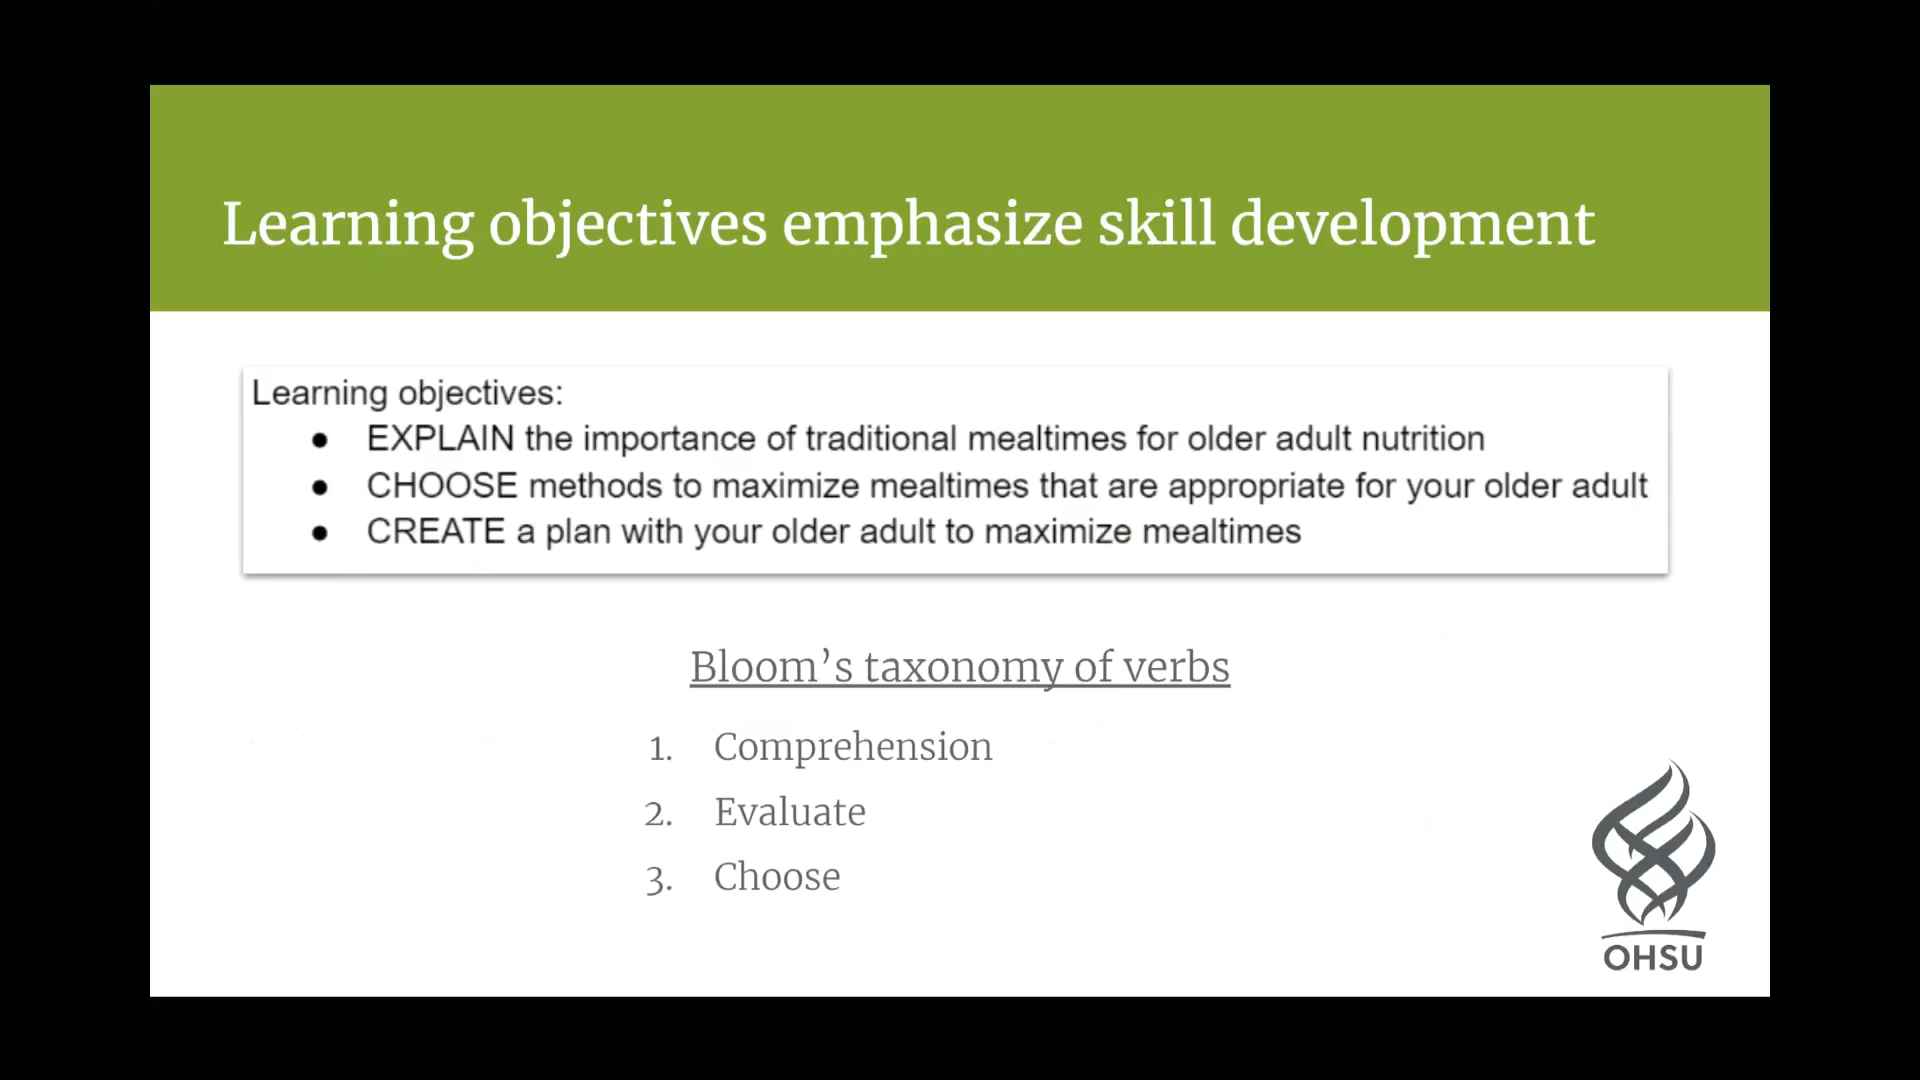 Learning objectives emphasize skill development
Learning objectives:
● EXPLAIN the importance of traditional mealtimes for older adult nutrition
● CHOOSE methods to maximize mealtimes that are appropriate for your older adult
● CREATE a plan with your older adult to maximize mealtimes
Bloom’s taxonomy of verbs
1. Comprehension
2. Evaluate
3. Choose
OHSU